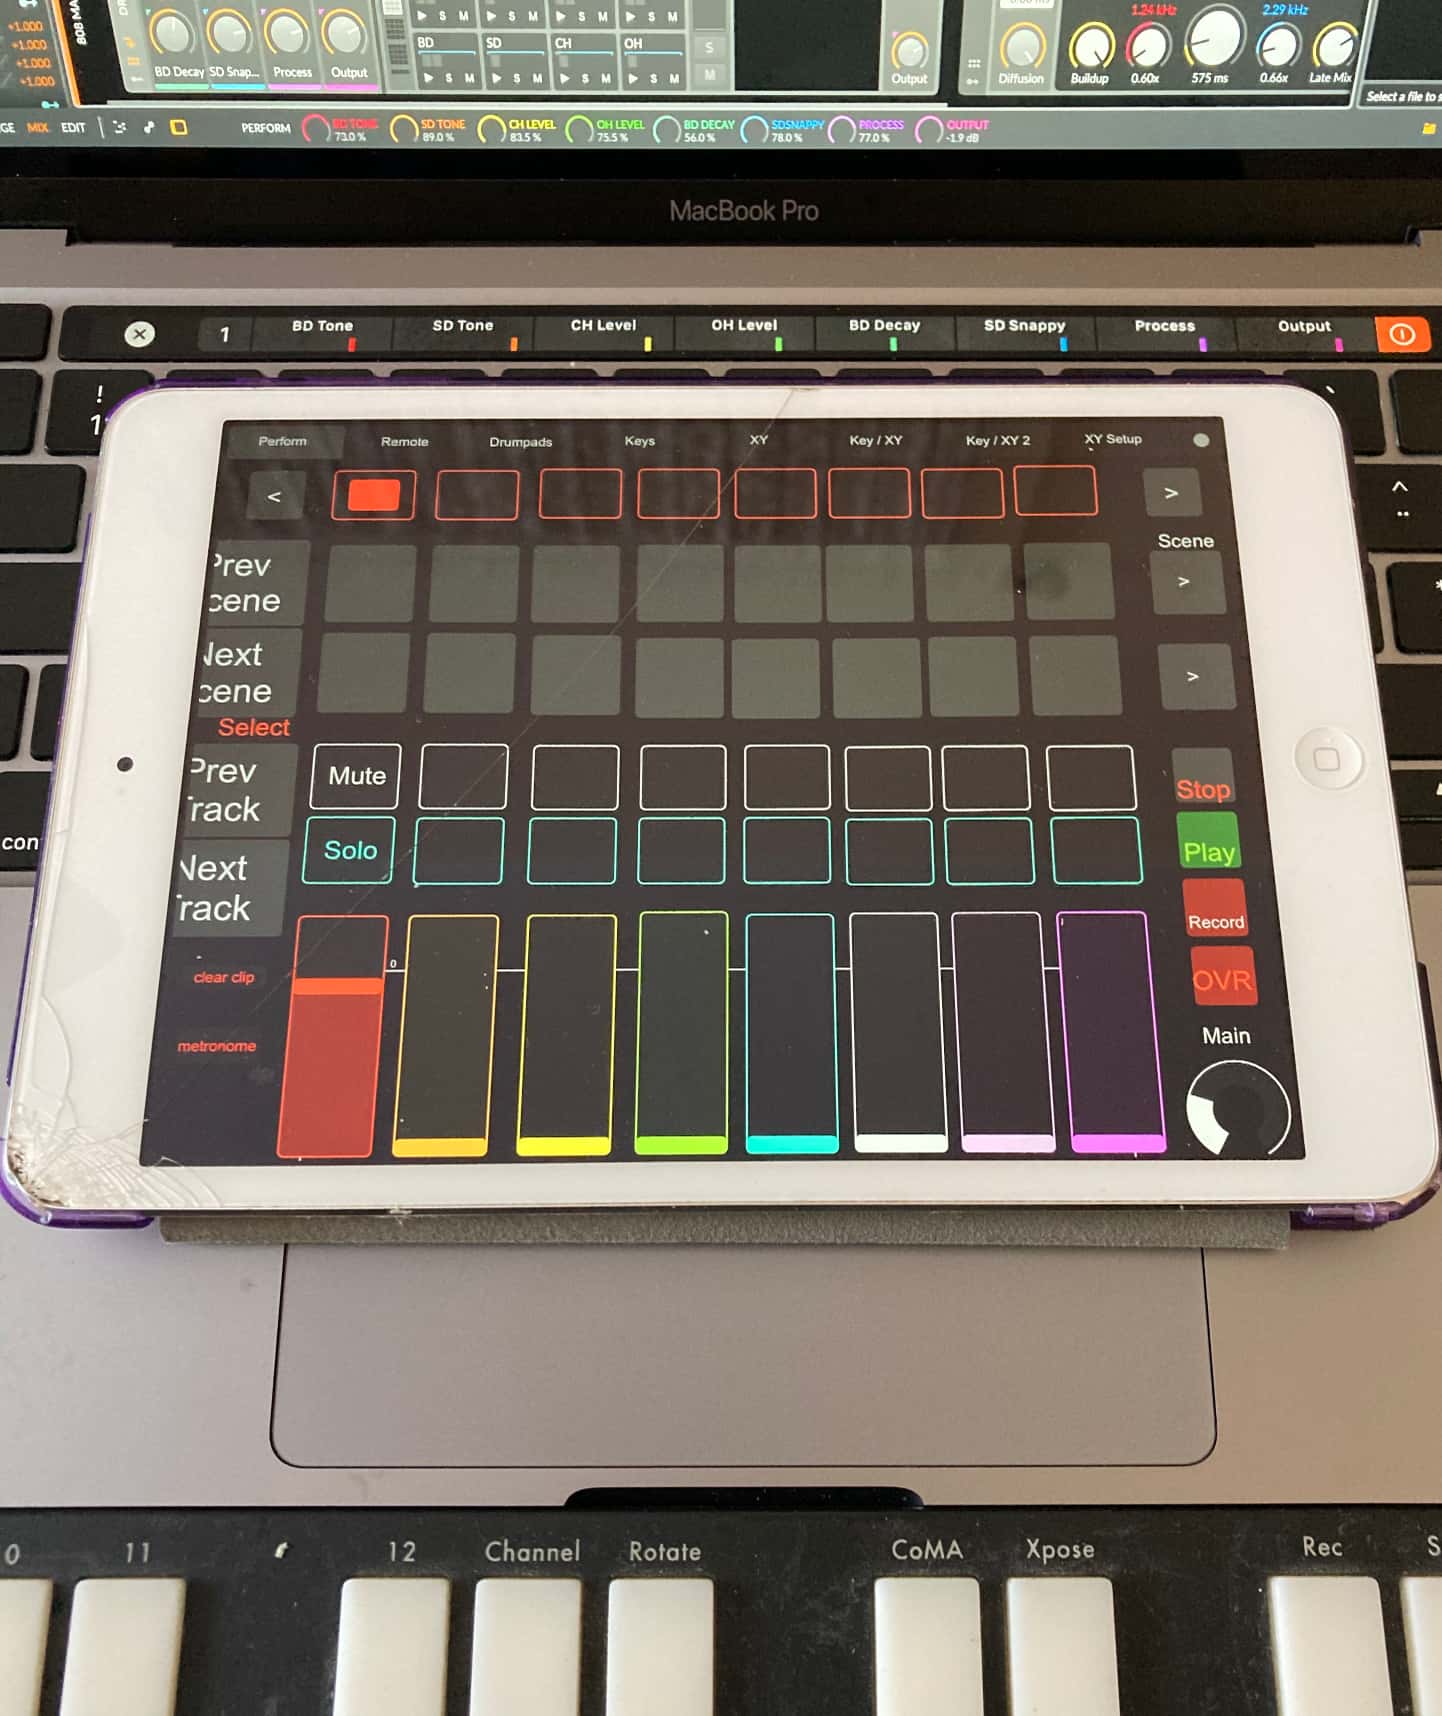 +1.000
+1.000
+1.000
+1.000
BD Decay SD Snap... Process Output
S M S M S M S M
BD SD CH OH
S M S M S M S M
S
M
Output
Diffusion
1.24 kHz 2.29 kHz
Buildup 0.60x 575 ms 0.66x Late Mix
Select a file to s
GE MIX EDIT PERFORM BD TONE SD TONE CH LEVEL OH LEVEL BD DECAY SDSNAPPY PROCESS OUTPUT
73.0 % 89.0 % 83.5 % 75.5 % 56.0 % 78.0 % 77.0 % -1.9 dB
MacBook Pro
1 BD Tone SD Tone CH Level OH Level BD Decay SD Snappy Process Output
!
1
Perform Remote Drumpads Keys XY Key / XY Key / XY 2 XY Setup
< >
Scene
Prev
cene
>
Next
cene
>
Select
Prev
Track
Mute
Stop
Solo
Play
Next
Track
Record
clear clip
0
OVR
metronome
Main
con
0 11 12 Channel Rotate CoMA Xpose Rec S